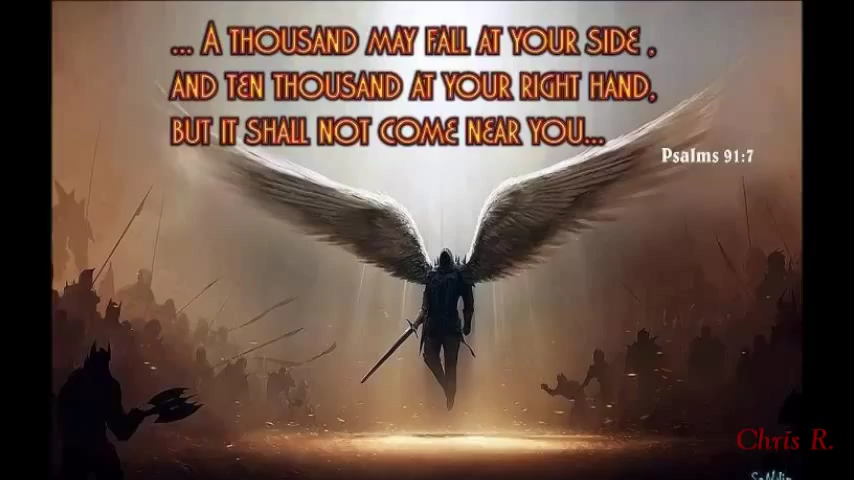 ... A THOUSAND MAY FALL AT YOUR SIDE ,
AND TEN THOUSAND AT YOUR RIGHT HAND,
BUT IT SHALL NOT COME NEAR YOU...
Psalms 91:7
Chris R.